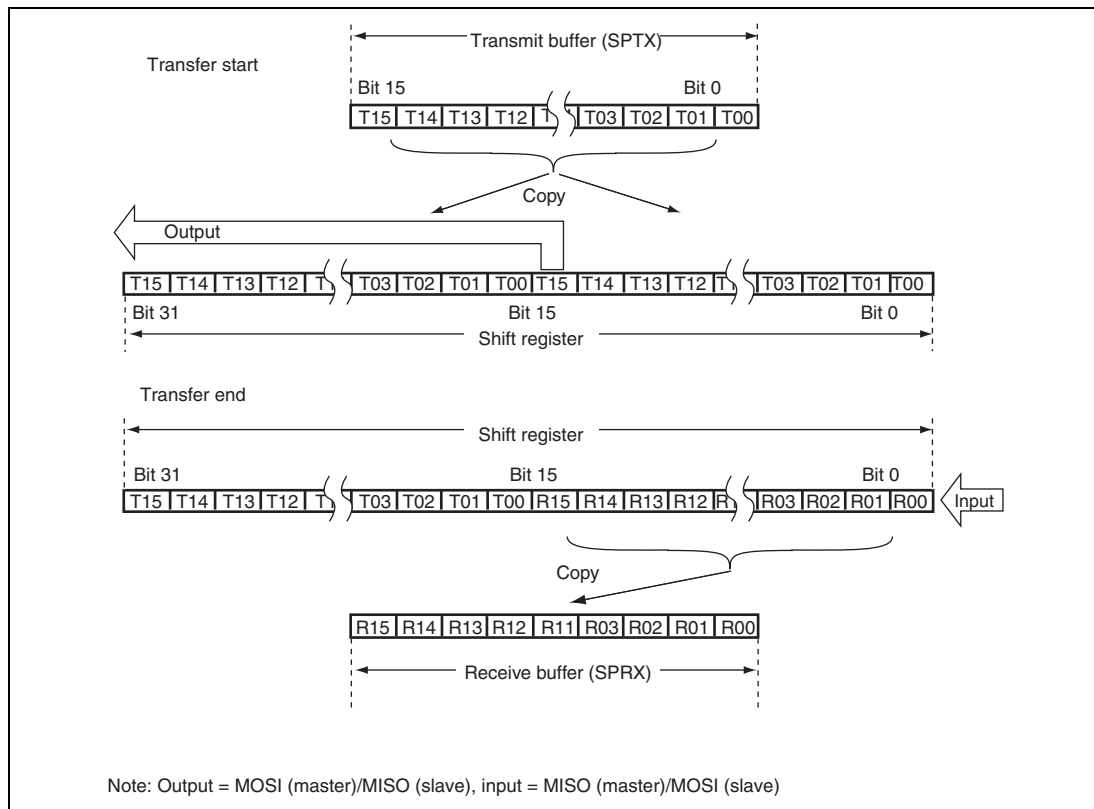 Transmit buffer (SPTX)
Transfer start
Bit 15 Bit 0
T15 T14 T13 T12 T03 T02 T01 T00
Copy
Output
T15 T14 T13 T12 T1 T03 T02 T01 T00 T15 T14 T13 T12 T1 T03 T02 T01 T00
Bit 31 Bit 15 Bit 0
Shift register
Transfer end
Shift register
Bit 31 Bit 15 Bit 0
T15 T14 T13 T12 T1 T03 T02 T01 T00 R15 R14 R13 R12 R1 R03 R02 R01 R00
Input
Copy
R15 R14 R13 R12 R11 R03 R02 R01 R00
Receive buffer (SPRX)
Note: Output = MOSI (master)/MISO (slave), input = MISO (master)/MOSI (slave)